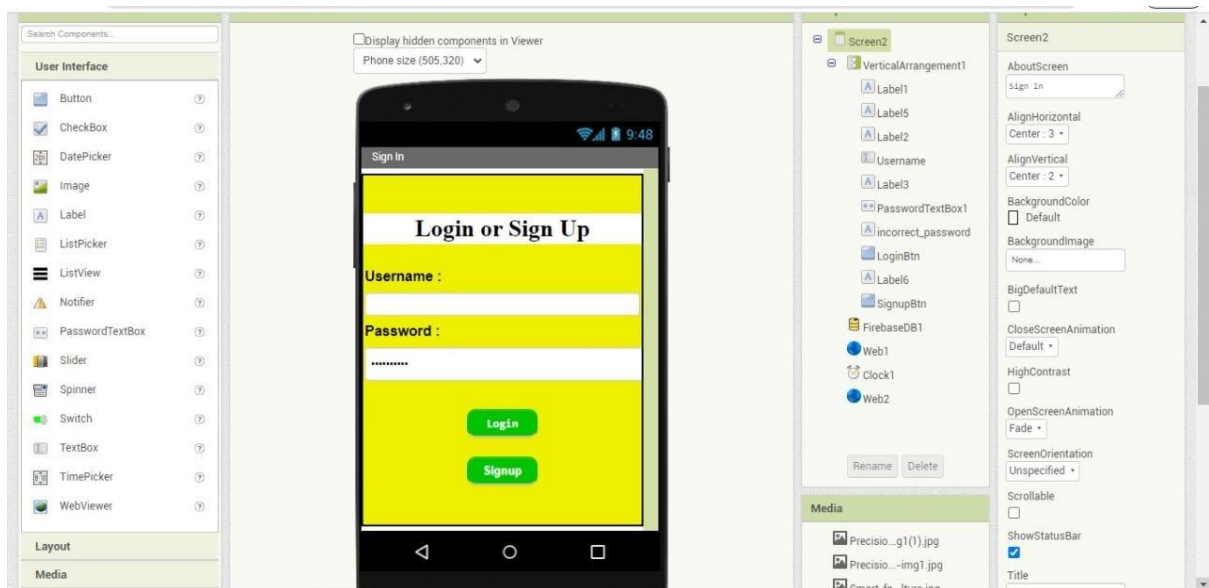 Search Components...
User Interface
Button
CheckBox
DatePicker
Image
Label
ListPicker
ListView
Notifier
PasswordTextBox
Slider
Spinner
Switch
TextBox
TimePicker
WebViewer
Layout
Media
Display hidden components in Viewer
Phone size (505,320)
9:48
Sign In
Login or Sign Up
Username :
Password :
Login
Signup
Screen2
VerticalArrangement1
Label1
Label5
Label2
Username
Label3
PasswordTextBox1
incorrect_password
LoginBtn
Label6
SignupBtn
FirebaseDB1
Web1
Clock1
Web2
Rename Delete
Media
Precisio...g1(1).jpg
Precisio...-img1.jpg
Screen2
AboutScreen
Sign In
AlignHorizontal
Center : 3
AlignVertical
Center : 2
BackgroundColor
Default
BackgroundImage
None...
BigDefaultText
CloseScreenAnimation
Default
HighContrast
OpenScreenAnimation
Fade
ScreenOrientation
Unspecified
Scrollable
ShowStatusBar
Title